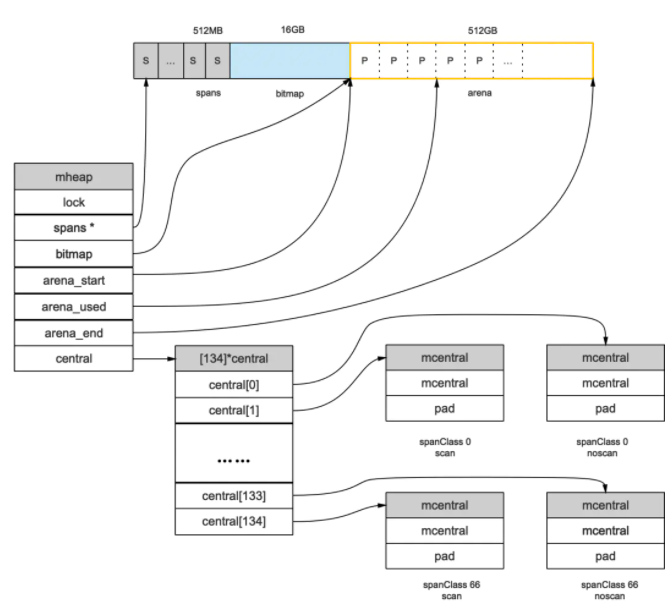 512MB 16GB 512GB
S ... S S P P P P P ...
spans bitmap arena
mheap
lock
spans *
bitmap
arena_start
arena_used
arena_end
central
[134]*central
central[0]
central[1]
......
central[133]
central[134]
mcentral
mcentral
pad
spanClass 0
scan
mcentral
mcentral
pad
spanClass 0
noscan
mcentral
mcentral
pad
spanClass 66
scan
mcentral
mcentral
pad
spanClass 66
noscan